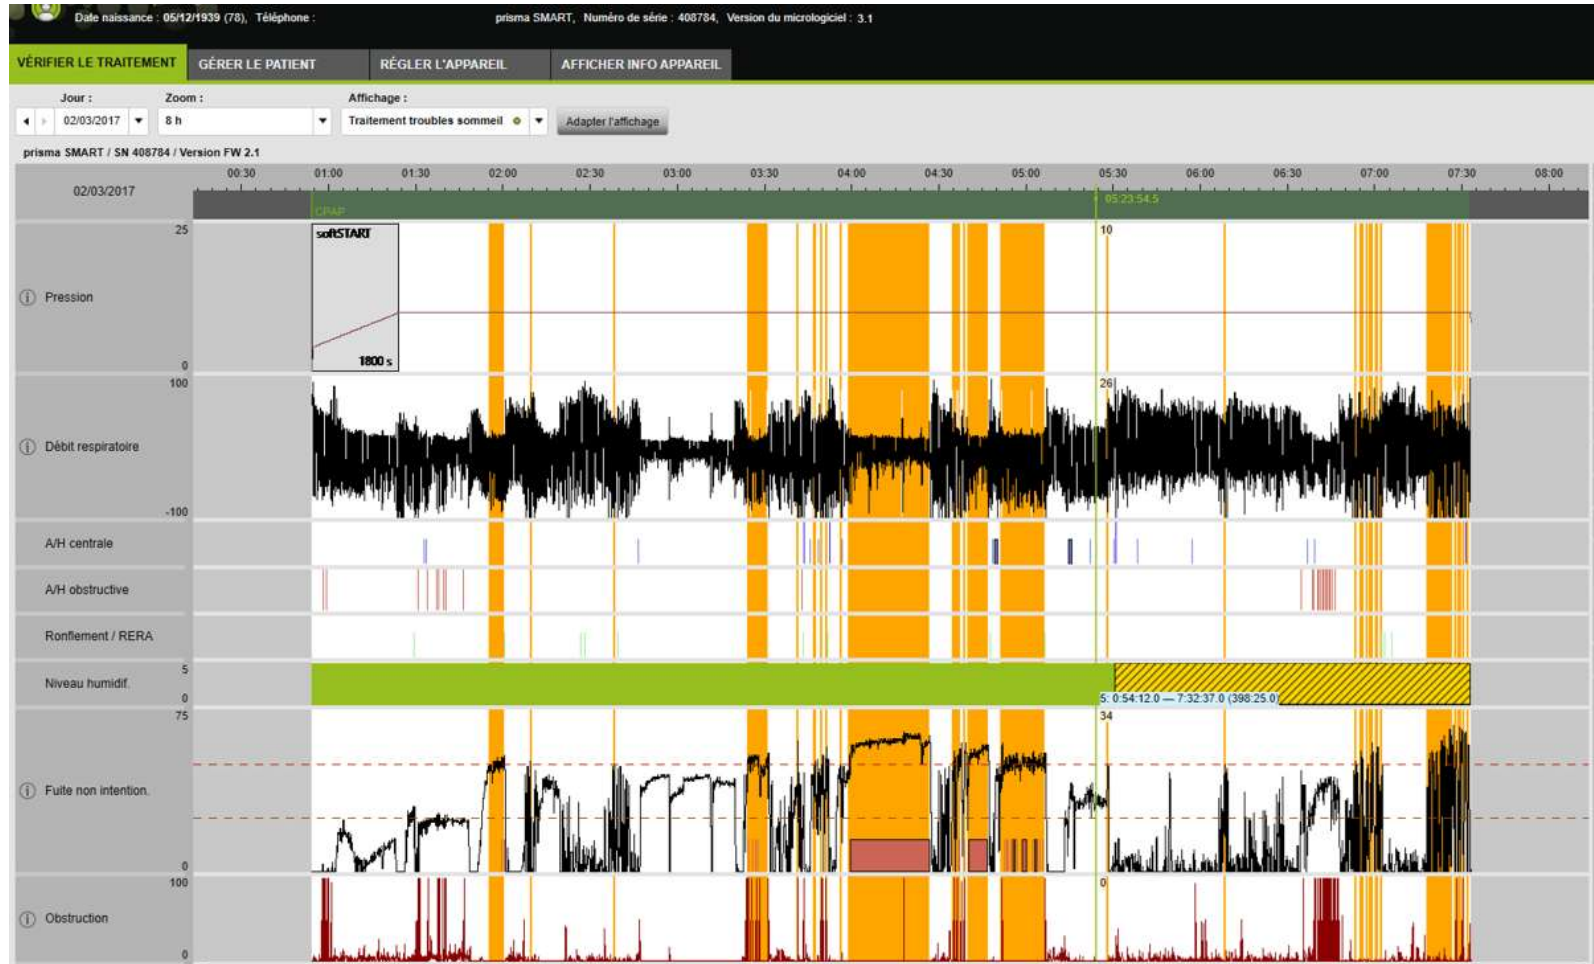 Date naissance : 05/12/1939 (78), Téléphone :
prisma SMART, Numéro de série : 408784, Version du micrologiciel : 3.1
VÉRIFIER LE TRAITEMENT
GÉRER LE PATIENT
RÉGLER L'APPAREIL
AFFICHER INFO APPAREIL
Jour :
Zoom :
Affichage :
02/03/2017
8 h
Traitement troubles sommeil
Adapter l'affichage
prisma SMART / SN 408784 / Version FW 2.1
02/03/2017
00:30 01:00 01:30 02:00 02:30 03:00 03:30 04:00 04:30 05:00 05:30 06:00 06:30 07:00 07:30 08:00
CPAP
05:23:54.5
25
softSTART
10
Pression
1800 s
0
100
26
Débit respiratoire
-100
A/H centrale
A/H obstructive
Ronflement / RERA
5
Niveau humidif.
0
5: 0:54:12.0 — 7:32:37.0 (398:25.0)
75
34
Fuite non intention.
0
100
0
Obstruction
0